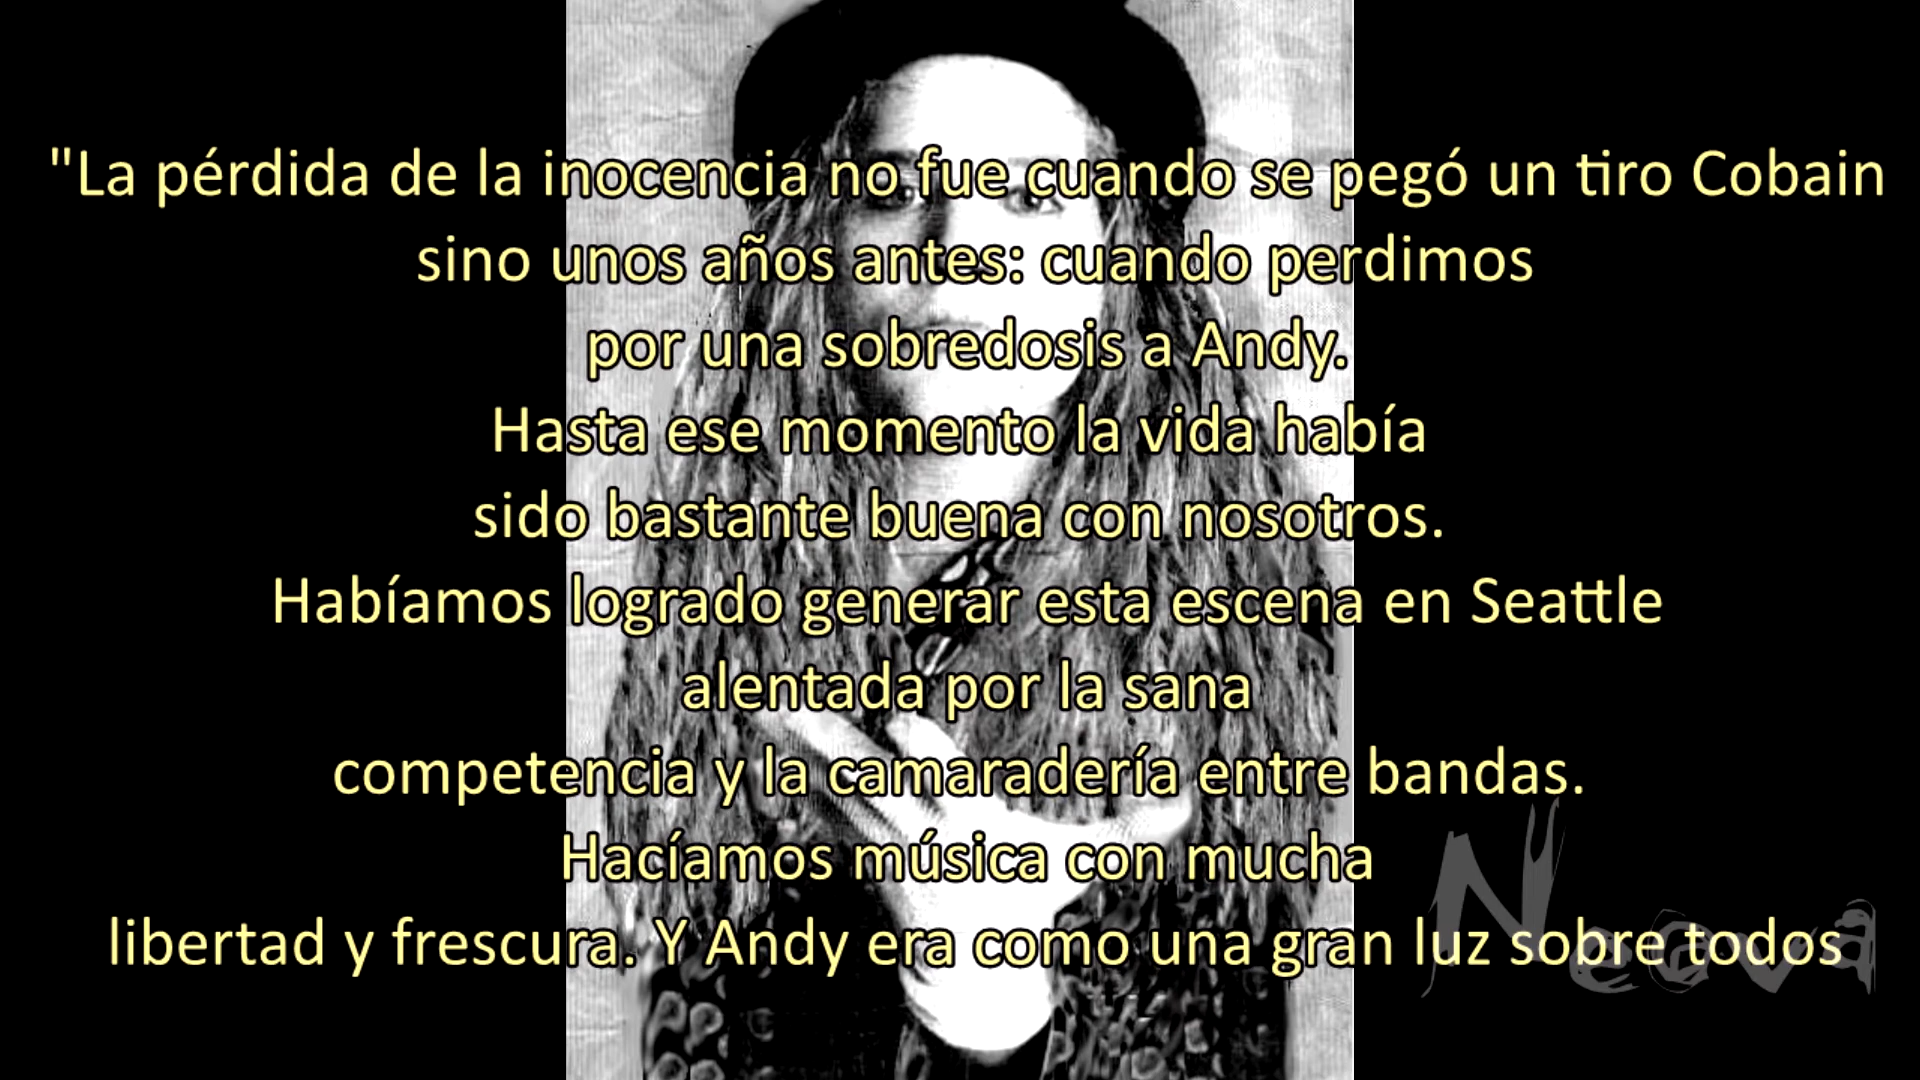 "La pérdida de la inocencia no fue cuando se pegó un tiro Cobain
sino unos años antes: cuando perdimos
por una sobredosis a Andy.
Hasta ese momento la vida había
sido bastante buena con nosotros.
Habíamos logrado generar esta escena en Seattle
alentada por la sana
competencia y la camaradería entre bandas.
Hacíamos música con mucha
libertad y frescura. Y Andy era como una gran luz sobre todos